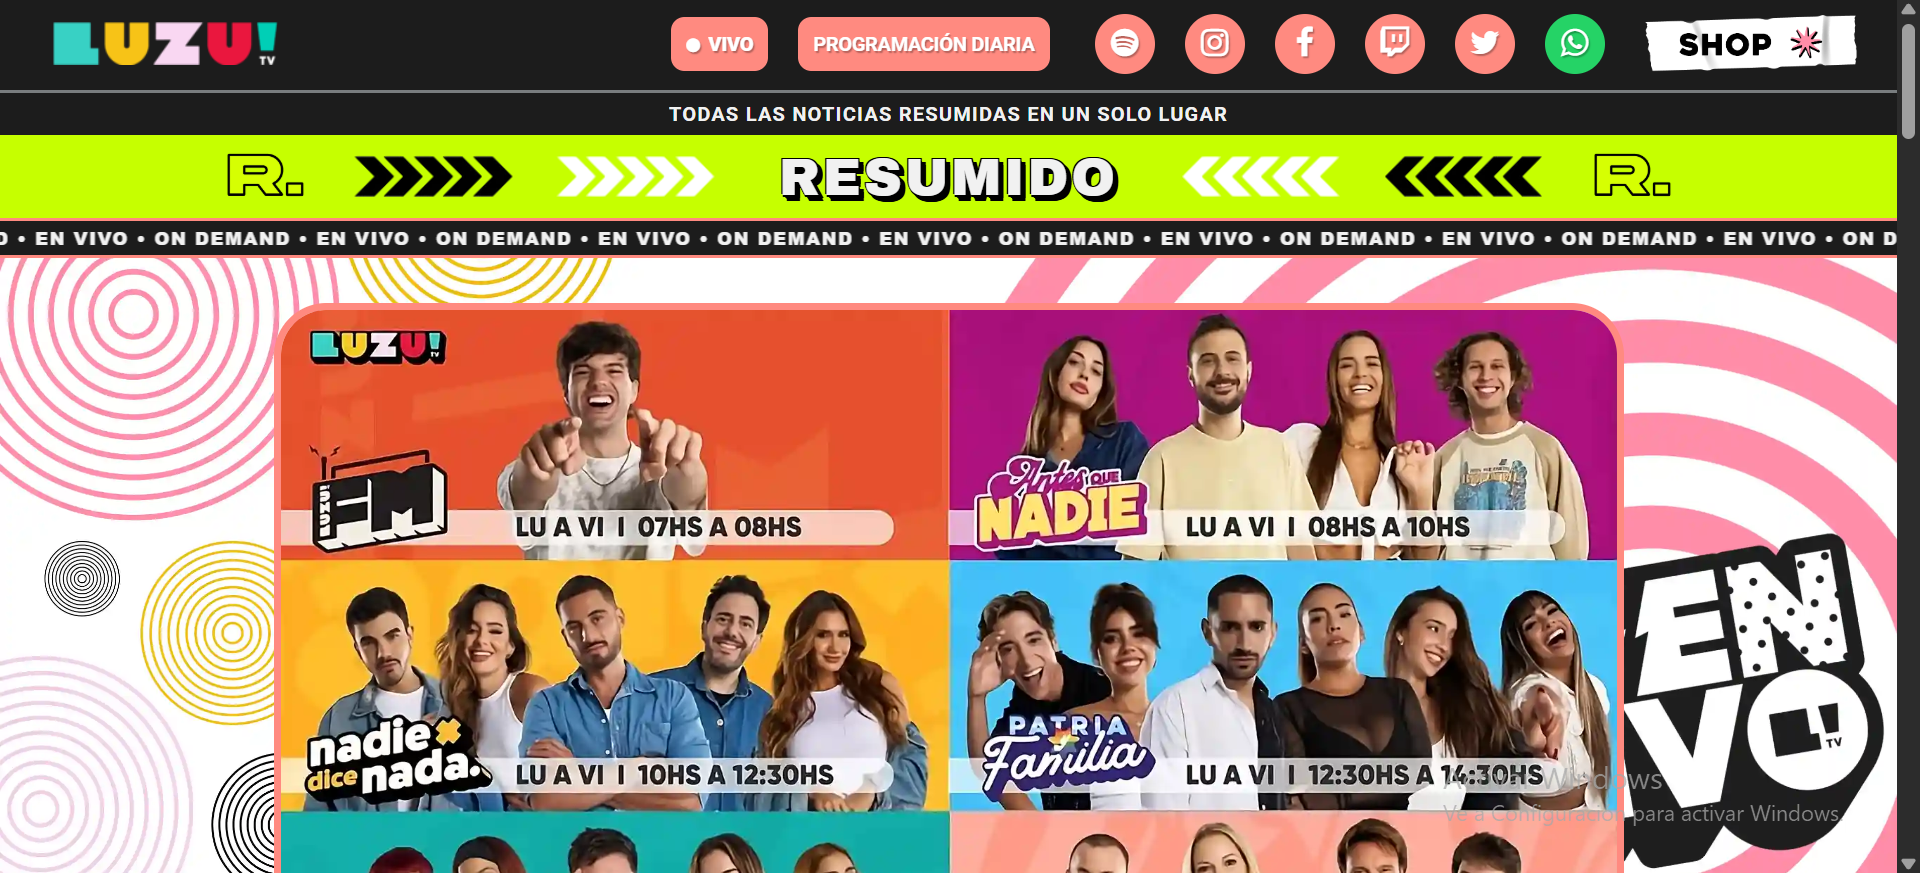 LUZU!
TV
VIVO
PROGRAMACIÓN DIARIA
SHOP
TODAS LAS NOTICIAS RESUMIDAS EN UN SOLO LUGAR
R.
RESUMIDO
R.
• EN VIVO • ON DEMAND • EN VIVO • ON DEMAND • EN VIVO • ON DEMAND • EN VIVO • ON DEMAND • EN VIVO • ON DEMAND • EN VIVO • ON DEMAND • EN VIVO • ON D
LUZU!
TV
LUZU!
FM
LU A VI I 07HS A 08HS
Antes QUE
NADIE
LU A VI I 08HS A 10HS
nadie
dice nada.
LU A VI I 10HS A 12:30HS
PATRIA
Familia
LU A VI I 12:30HS A 14:30HS
EN
VO
L!
TV
Activar Windows
Ve a Configuración para activar Windows.